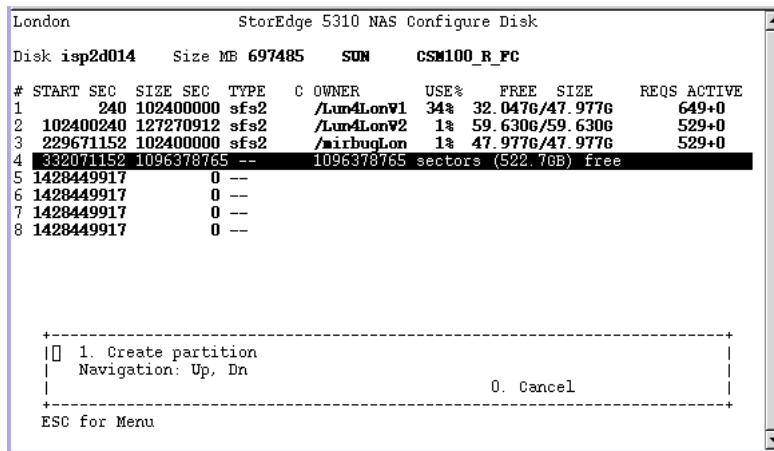 London StorEdge 5310 NAS Configure Disk
Disk isp2d014 Size MB 697485 SUN CSM100_R_FC
# START SEC SIZE SEC TYPE C OWNER USE% FREE SIZE REQS ACTIVE
1 240 102400000 sfs2 /Lun4LonV1 34% 32.047G/47.977G 649+0
2 102400240 127270912 sfs2 /Lun4LonV2 1% 59.630G/59.630G 529+0
3 229671152 102400000 sfs2 /mirbugLon 1% 47.977G/47.977G 529+0
4 332071152 1096378765 -- 1096378765 sectors (522.7GB) free
5 1428449917 0 --
6 1428449917 0 --
7 1428449917 0 --
8 1428449917 0 --
1. Create partition
Navigation: Up, Dn
0. Cancel
ESC for Menu